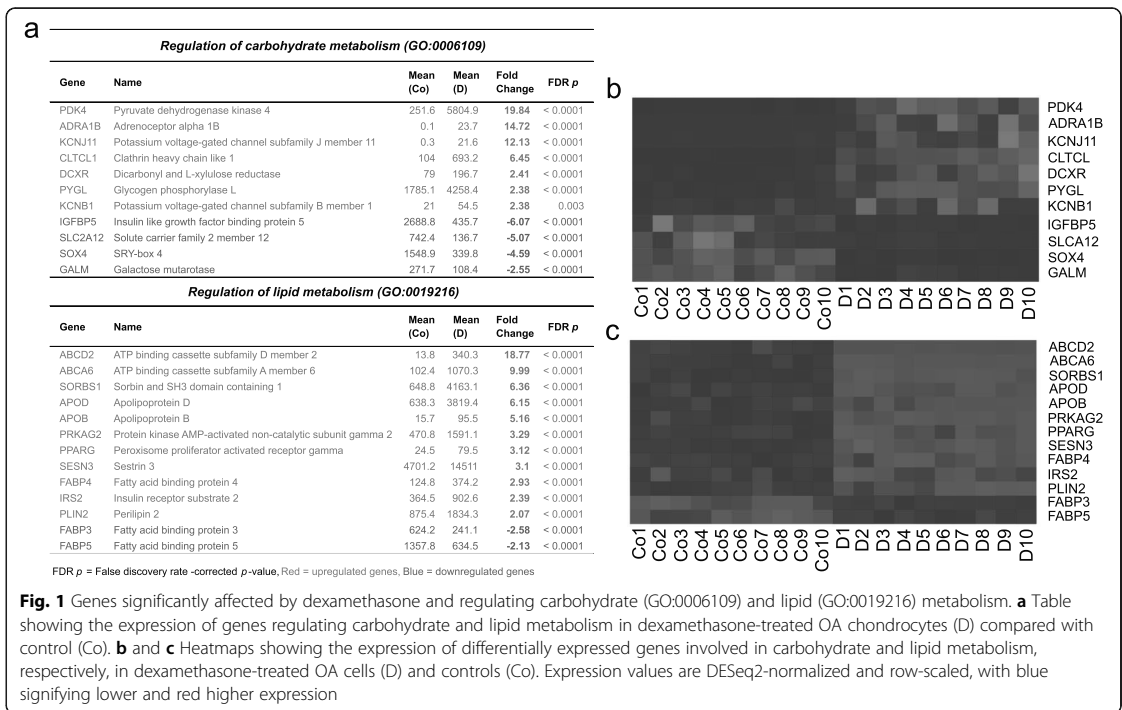 a
Regulation of carbohydrate metabolism (GO:0006109)
Gene Name Mean (Co) Mean (D) Fold Change FDR p
PDK4 Pyruvate dehydrogenase kinase 4 251.6 5804.9 19.84 < 0.0001
ADRA1B Adrenoceptor alpha 1B 0.1 23.7 14.72 < 0.0001
KCNJ11 Potassium voltage-gated channel subfamily J member 11 0.3 21.6 12.13 < 0.0001
CLTCL1 Clathrin heavy chain like 1 104 693.2 6.45 < 0.0001
DCXR Dicarbonyl and L-xylulose reductase 79 196.7 2.41 < 0.0001
PYGL Glycogen phosphorylase L 1785.1 4258.4 2.38 < 0.0001
KCNB1 Potassium voltage-gated channel subfamily B member 1 21 54.5 2.38 0.003
IGFBP5 Insulin like growth factor binding protein 5 2688.8 435.7 -6.07 < 0.0001
SLC2A12 Solute carrier family 2 member 12 742.4 136.7 -5.07 < 0.0001
SOX4 SRY-box 4 1548.9 339.8 -4.59 < 0.0001
GALM Galactose mutarotase 271.7 108.4 -2.55 < 0.0001
Regulation of lipid metabolism (GO:0019216)
Gene Name Mean (Co) Mean (D) Fold Change FDR p
ABCD2 ATP binding cassette subfamily D member 2 13.8 340.3 18.77 < 0.0001
ABCA6 ATP binding cassette subfamily A member 6 102.4 1070.3 9.99 < 0.0001
SORBS1 Sorbin and SH3 domain containing 1 648.8 4163.1 6.36 < 0.0001
APOD Apolipoprotein D 638.3 3819.4 6.15 < 0.0001
APOB Apolipoprotein B 15.7 95.5 5.16 < 0.0001
PRKAG2 Protein kinase AMP-activated non-catalytic subunit gamma 2 470.8 1591.1 3.29 < 0.0001
PPARG Peroxisome proliferator activated receptor gamma 24.5 79.5 3.12 < 0.0001
SESN3 Sestrin 3 4701.2 14511 3.1 < 0.0001
FABP4 Fatty acid binding protein 4 124.8 374.2 2.93 < 0.0001
IRS2 Insulin receptor substrate 2 364.5 902.6 2.39 < 0.0001
PLIN2 Perilipin 2 875.4 1834.3 2.07 < 0.0001
FABP3 Fatty acid binding protein 3 624.2 241.1 -2.58 < 0.0001
FABP5 Fatty acid binding protein 5 1357.8 634.5 -2.13 < 0.0001
FDR p = False discovery rate -corrected p-value, Red = upregulated genes, Blue = downregulated genes
b
PDK4
ADRA1B
KCNJ11
CLTCL
DCXR
PYGL
KCNB1
IGFBP5
SLCA12
SOX4
GALM
Co1 Co2 Co3 Co4 Co5 Co6 Co7 Co8 Co9 Co10 D1 D2 D3 D4 D5 D6 D7 D8 D9 D10
c
ABCD2
ABCA6
SORBS1
APOD
APOB
PRKAG2
PPARG
SESN3
FABP4
IRS2
PLIN2
FABP3
FABP5
Co1 Co2 Co3 Co4 Co5 Co6 Co7 Co8 Co9 Co10 D1 D2 D3 D4 D5 D6 D7 D8 D9 D10
Fig. 1 Genes significantly affected by dexamethasone and regulating carbohydrate (GO:0006109) and lipid (GO:0019216) metabolism. a Table
showing the expression of genes regulating carbohydrate and lipid metabolism in dexamethasone-treated OA chondrocytes (D) compared with
control (Co). b and c Heatmaps showing the expression of differentially expressed genes involved in carbohydrate and lipid metabolism,
respectively, in dexamethasone-treated OA cells (D) and controls (Co). Expression values are DESeq2-normalized and row-scaled, with blue
signifying lower and red higher expression